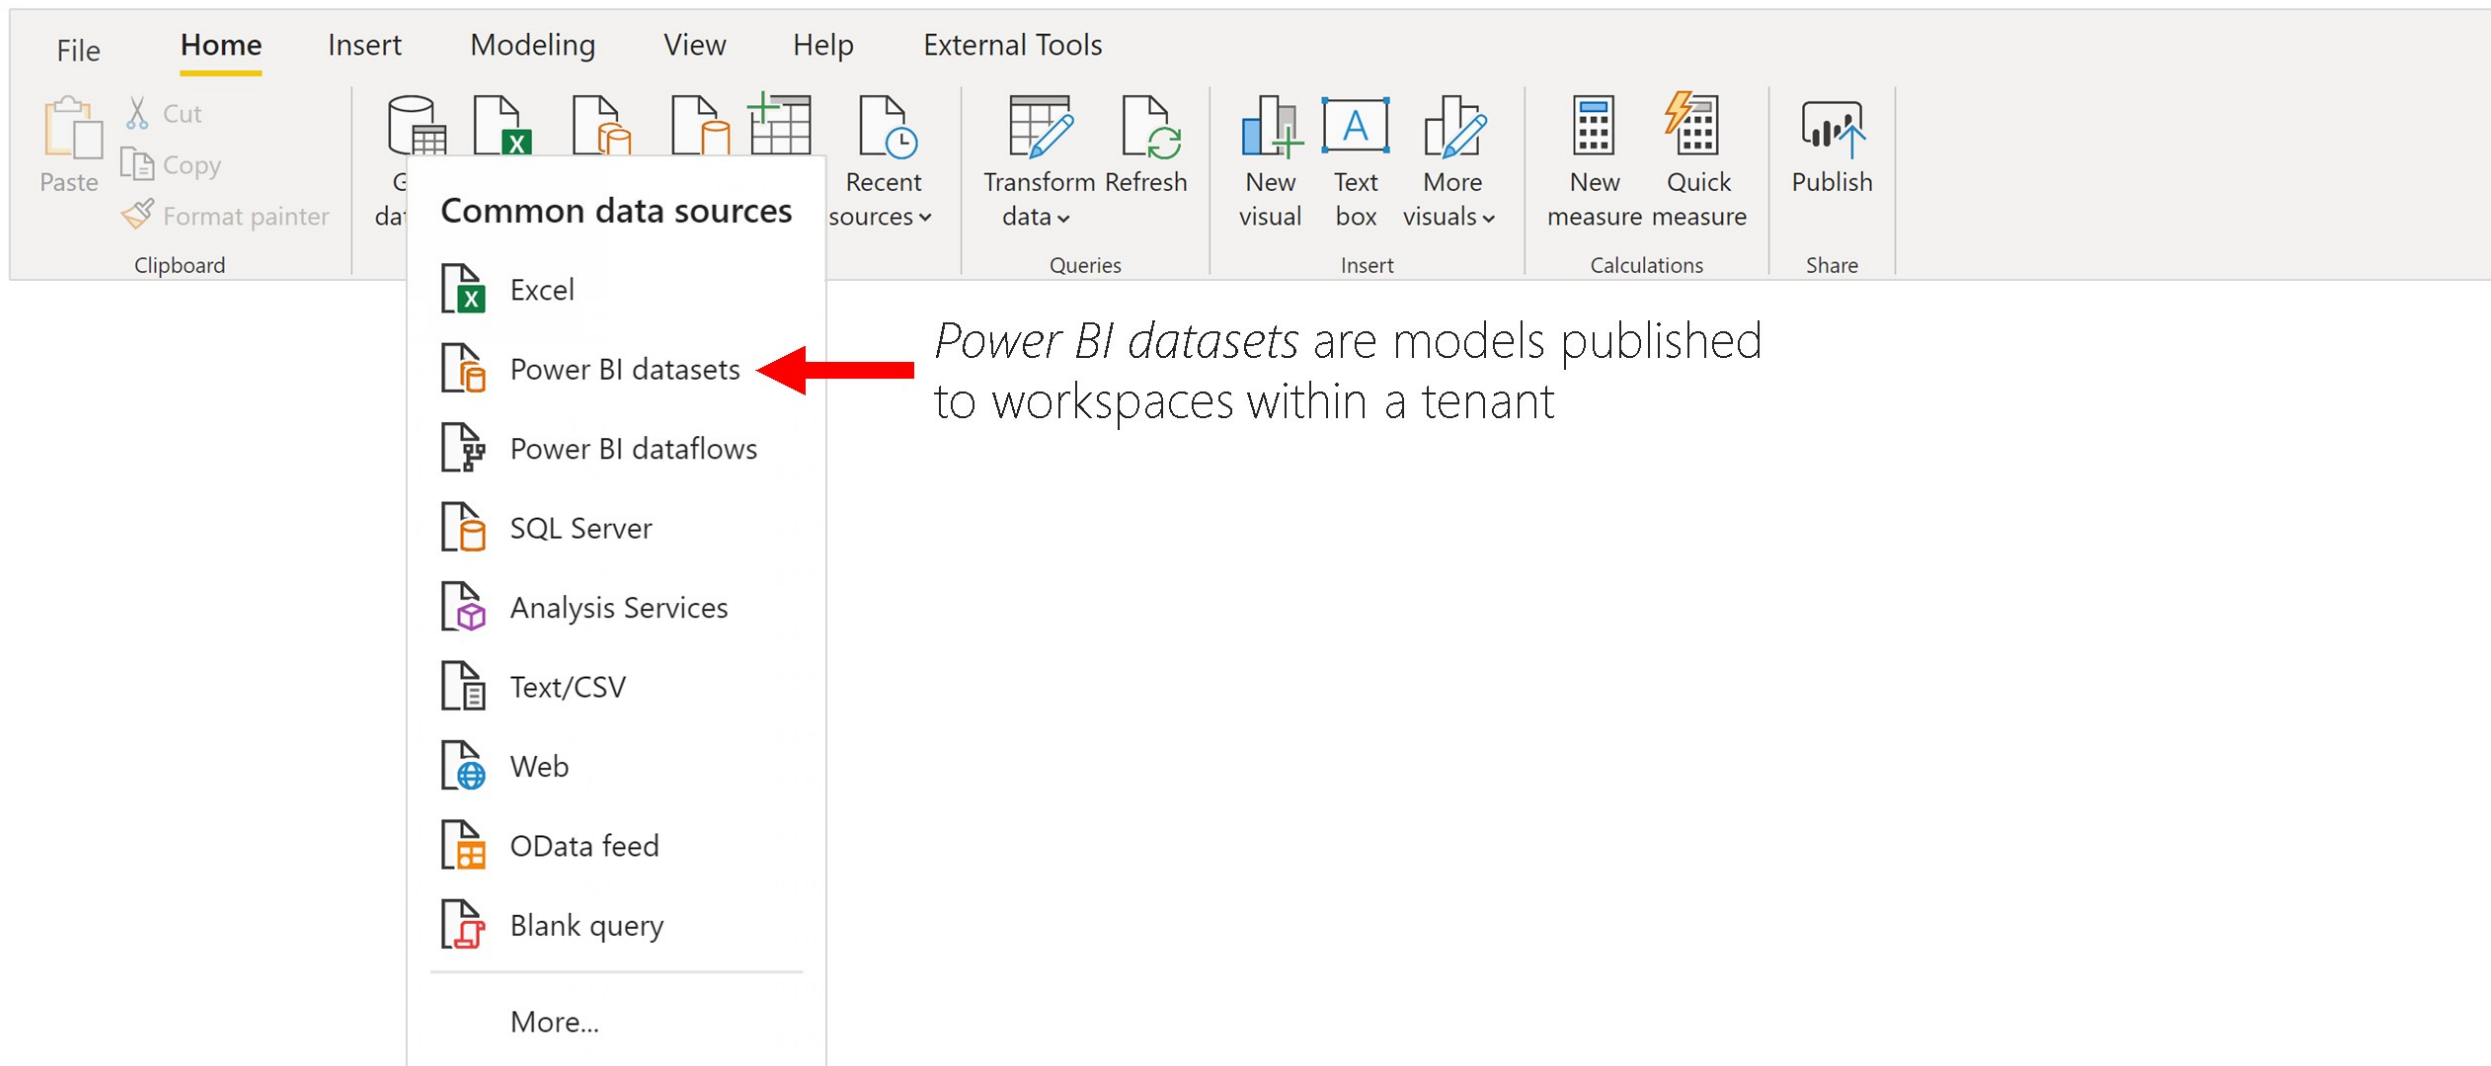 File Home Insert Modeling View Help External Tools
Paste
Cut
Copy
Format painter
Clipboard
Recent
sources
Transform
data
Refresh
Queries
New
visual
Text
box
More
visuals
Insert
New
measure
Quick
measure
Calculations
Publish
Share
Common data sources
Excel
Power BI datasets
Power BI dataflows
SQL Server
Analysis Services
Text/CSV
Web
OData feed
Blank query
More...
Power BI datasets are models published
to workspaces within a tenant